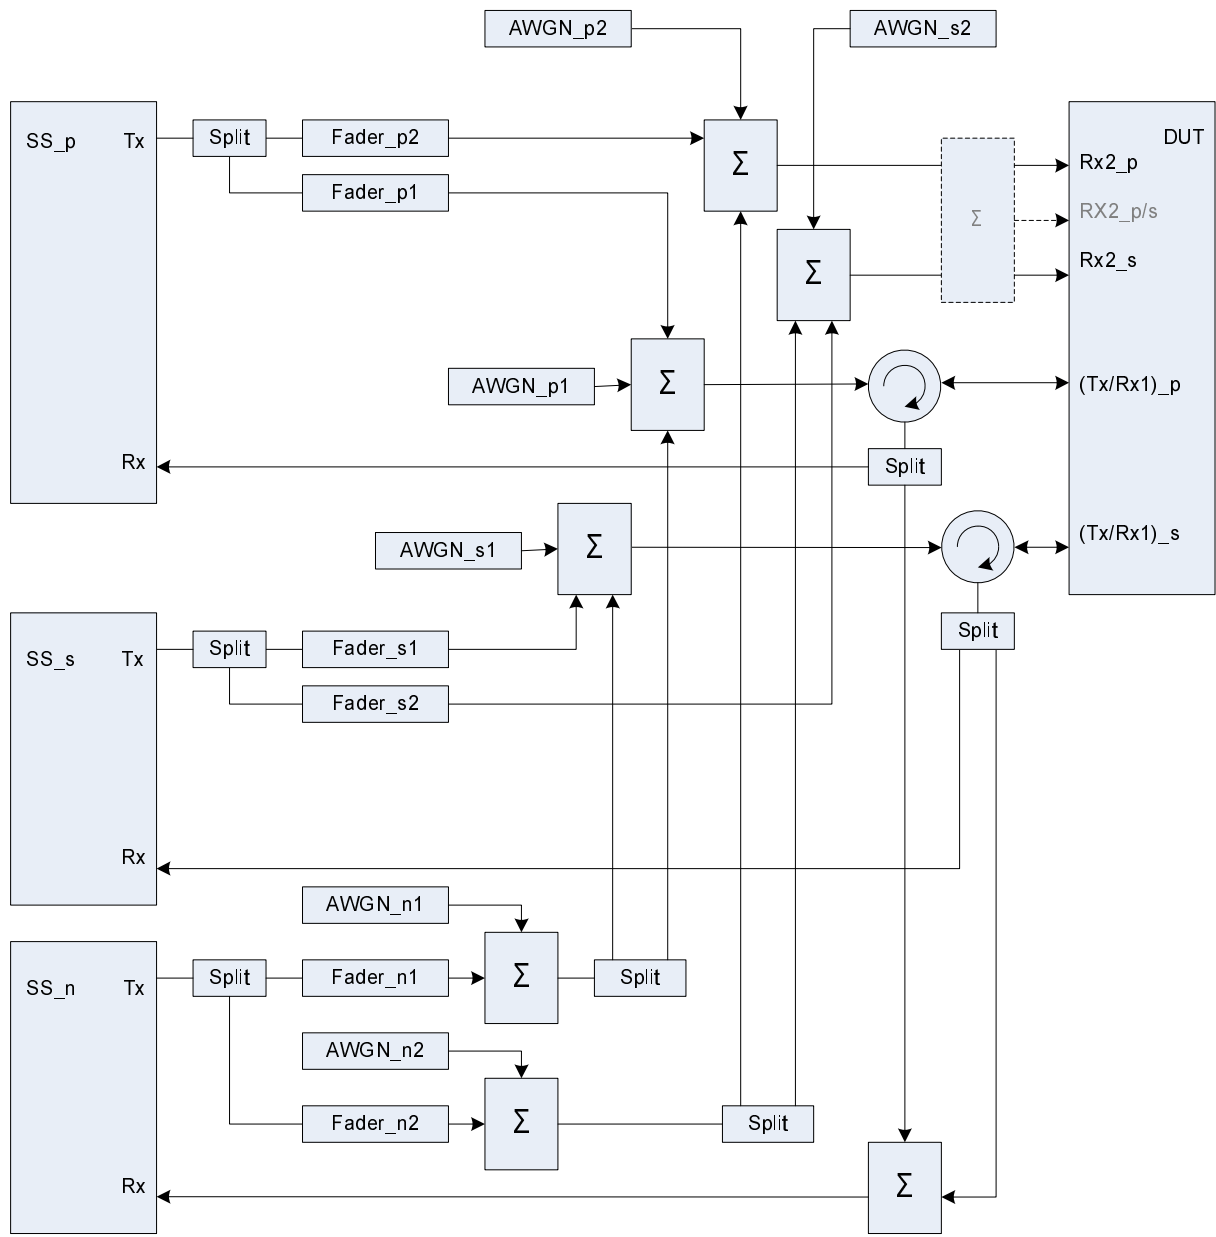 AWGN_p2
AWGN_s2
SS_p
Tx
Split
Fader_p2
Σ
DUT
Rx2_p
Fader_p1
Σ
RX2_p/s
Σ
Rx2_s
AWGN_p1
Σ
(Tx/Rx1)_p
Rx
Split
AWGN_s1
Σ
(Tx/Rx1)_s
SS_s
Tx
Split
Fader_s1
Split
Fader_s2
Rx
AWGN_n1
SS_n
Tx
Split
Fader_n1
Σ
Split
AWGN_n2
Fader_n2
Σ
Split
Rx
Σ